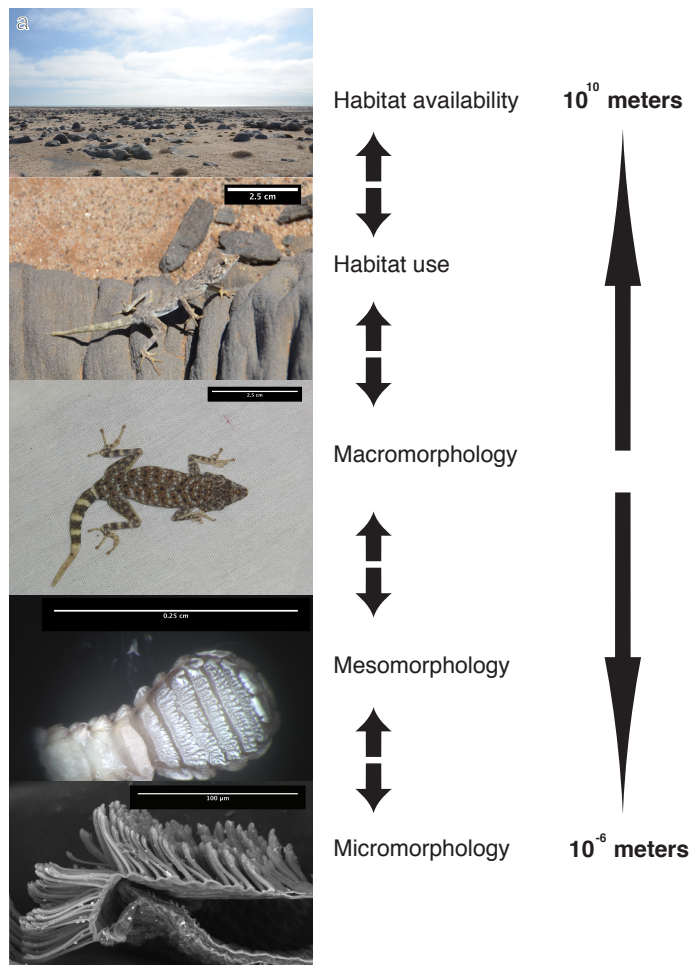 a
Habitat availability
10^10 meters
2.5 cm
Habitat use
2.5 cm
Macromorphology
0.25 cm
Mesomorphology
100 µm
Micromorphology
10^-6 meters